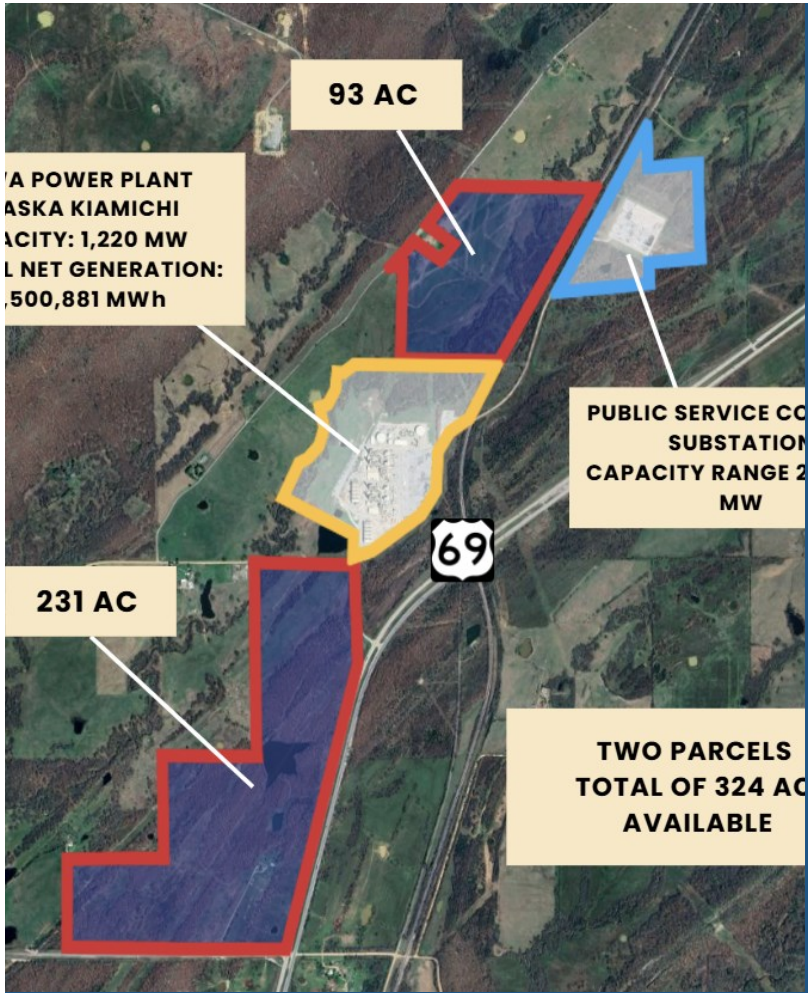 93 AC
VA POWER PLANT
ASKA KIAMICHI
ACITY: 1,220 MW
L NET GENERATION:
,500,881 MWh
PUBLIC SERVICE CO
SUBSTATION
CAPACITY RANGE 2
MW
69
231 AC
TWO PARCELS
TOTAL OF 324 AC
AVAILABLE